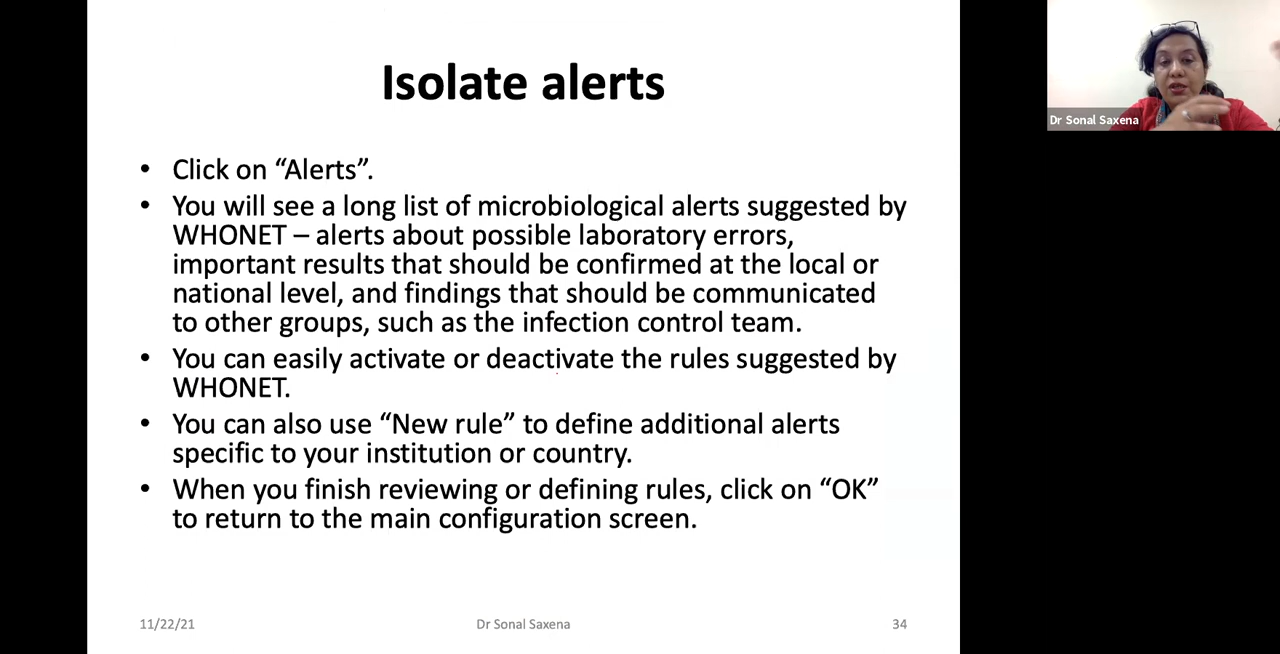 Isolate alerts
• Click on “Alerts”.
• You will see a long list of microbiological alerts suggested by
WHONET – alerts about possible laboratory errors,
important results that should be confirmed at the local or
national level, and findings that should be communicated
to other groups, such as the infection control team.
• You can easily activate or deactivate the rules suggested by
WHONET.
• You can also use “New rule” to define additional alerts
specific to your institution or country.
• When you finish reviewing or defining rules, click on “OK”
to return to the main configuration screen.
11/22/21
Dr Sonal Saxena
34
Dr Sonal Saxena